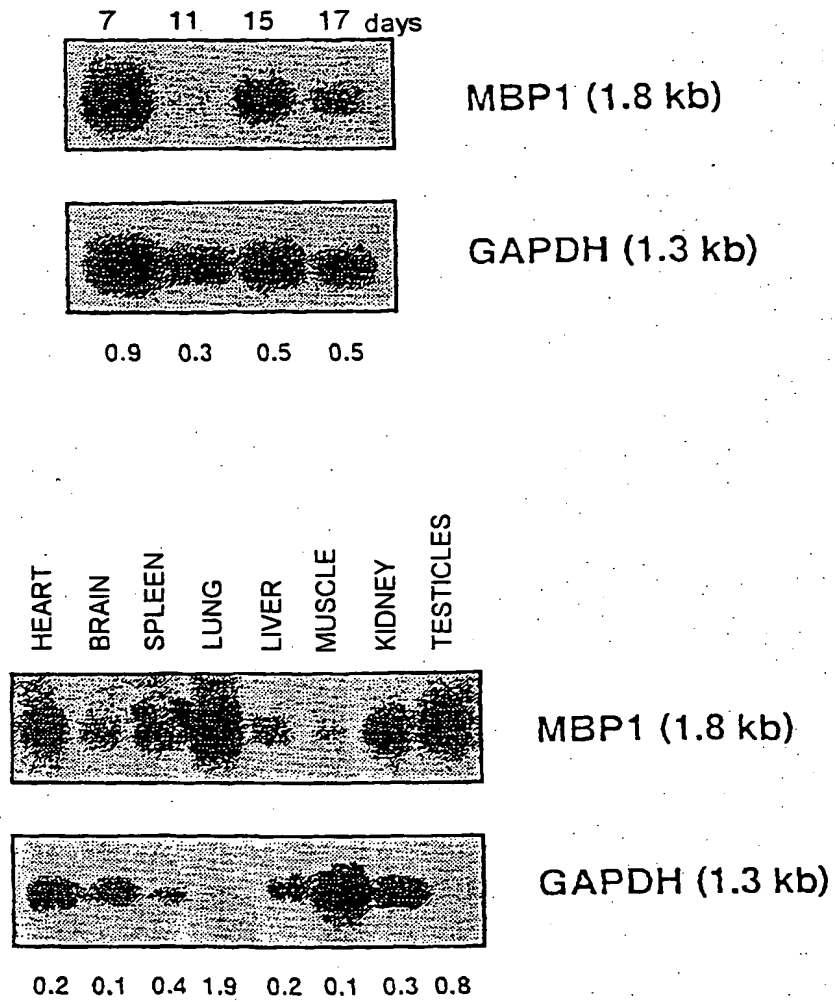 7 11 15 17 days
MBP1 (1.8 kb)
GAPDH (1.3 kb)
0.9 0.3 0.5 0.5
HEART BRAIN SPLEEN LUNG LIVER MUSCLE KIDNEY TESTICLES
MBP1 (1.8 kb)
GAPDH (1.3 kb)
0.2 0.1 0.4 1.9 0.2 0.1 0.3 0.8